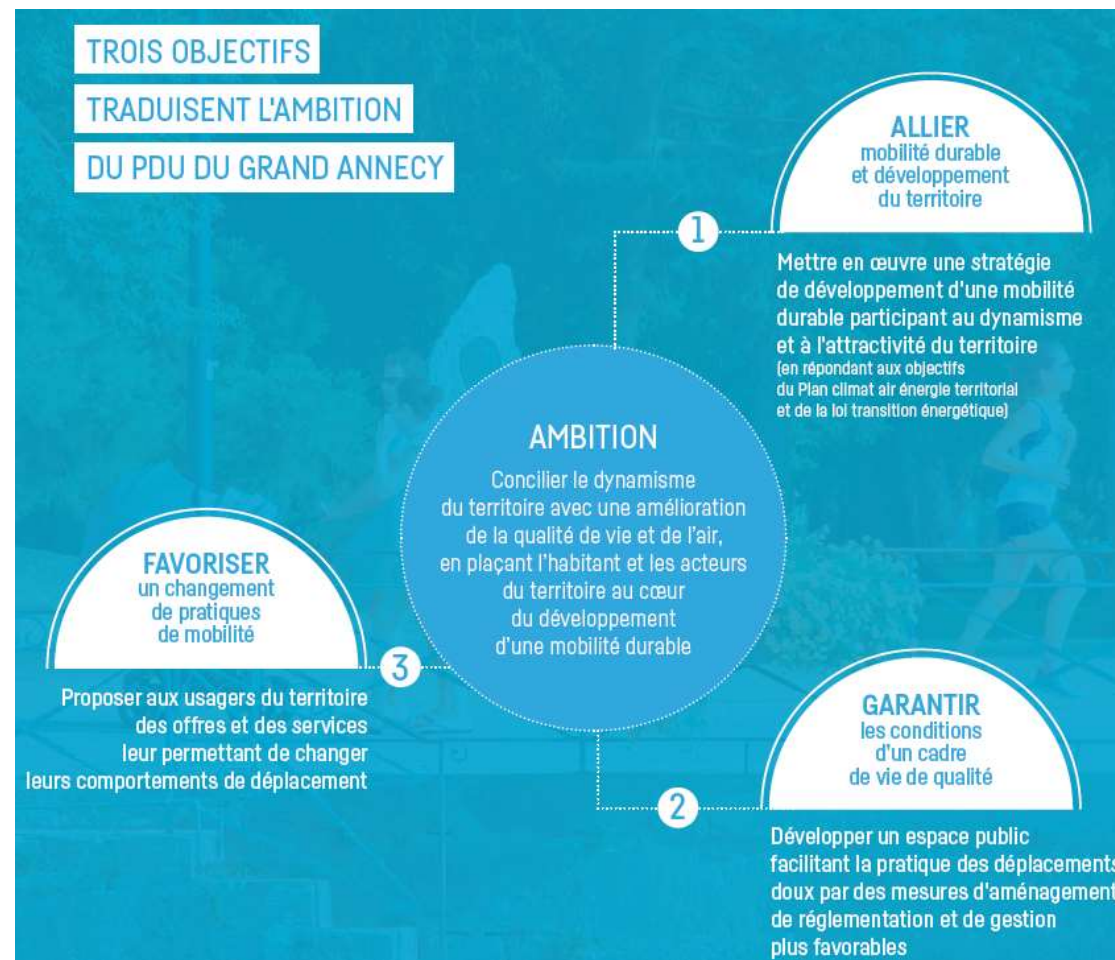 TROIS OBJECTIFS
TRADUISENT L'AMBITION
DU PDU DU GRAND ANNECY
1
ALLIER
mobilité durable
et développement
du territoire
Mettre en œuvre une stratégie
de développement d'une mobilité
durable participant au dynamisme
et à l'attractivité du territoire
(en répondant aux objectifs
du Plan climat air énergie territorial
et de la loi transition énergétique)
AMBITION
Concilier le dynamisme
du territoire avec une amélioration
de la qualité de vie et de l'air,
en plaçant l'habitant et les acteurs
du territoire au cœur
du développement
d'une mobilité durable
2
GARANTIR
les conditions
d'un cadre
de vie de qualité
Développer un espace public
facilitant la pratique des déplacements
doux par des mesures d'aménagement
de réglementation et de gestion
plus favorables
3
FAVORISER
un changement
de pratiques
de mobilité
Proposer aux usagers du territoire
des offres et des services
leur permettant de changer
leurs comportements de déplacement